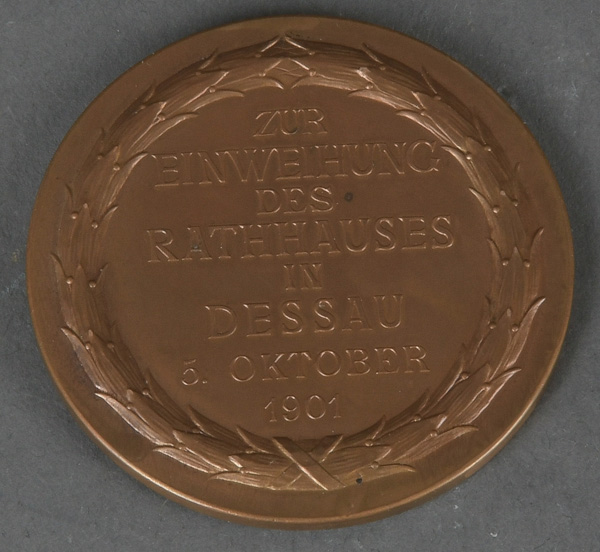 ZUR
EINWEIHUNG
DES
RATHHAUSES
IN
DESSAU
5. OKTOBER
1901